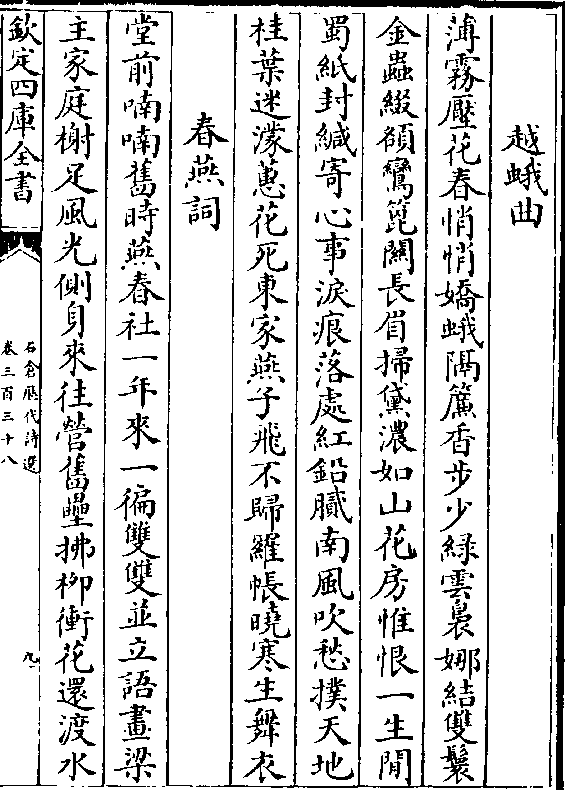 越蛾曲
薄霧壓花春悄悄嬌蛾隔簾香步少緑雲裊娜結雙鬟
金蟲綴額鸞篦闗長眉掃黛濃如山花房惟恨一生閒
蜀紙封緘寄心事淚痕落處紅鉛膩南風吹愁撲天地
桂葉迷濛蕙花死東家燕子飛不歸羅帳曉寒生舞衣
春燕詞
堂前喃喃舊時燕春社一年來一徧雙雙並立語畫梁
主家庭榭足風光側身來往營舊壘拂栁衝花還渡水
欽定四庫全書
石倉歴代詩選
卷三百三十八
九